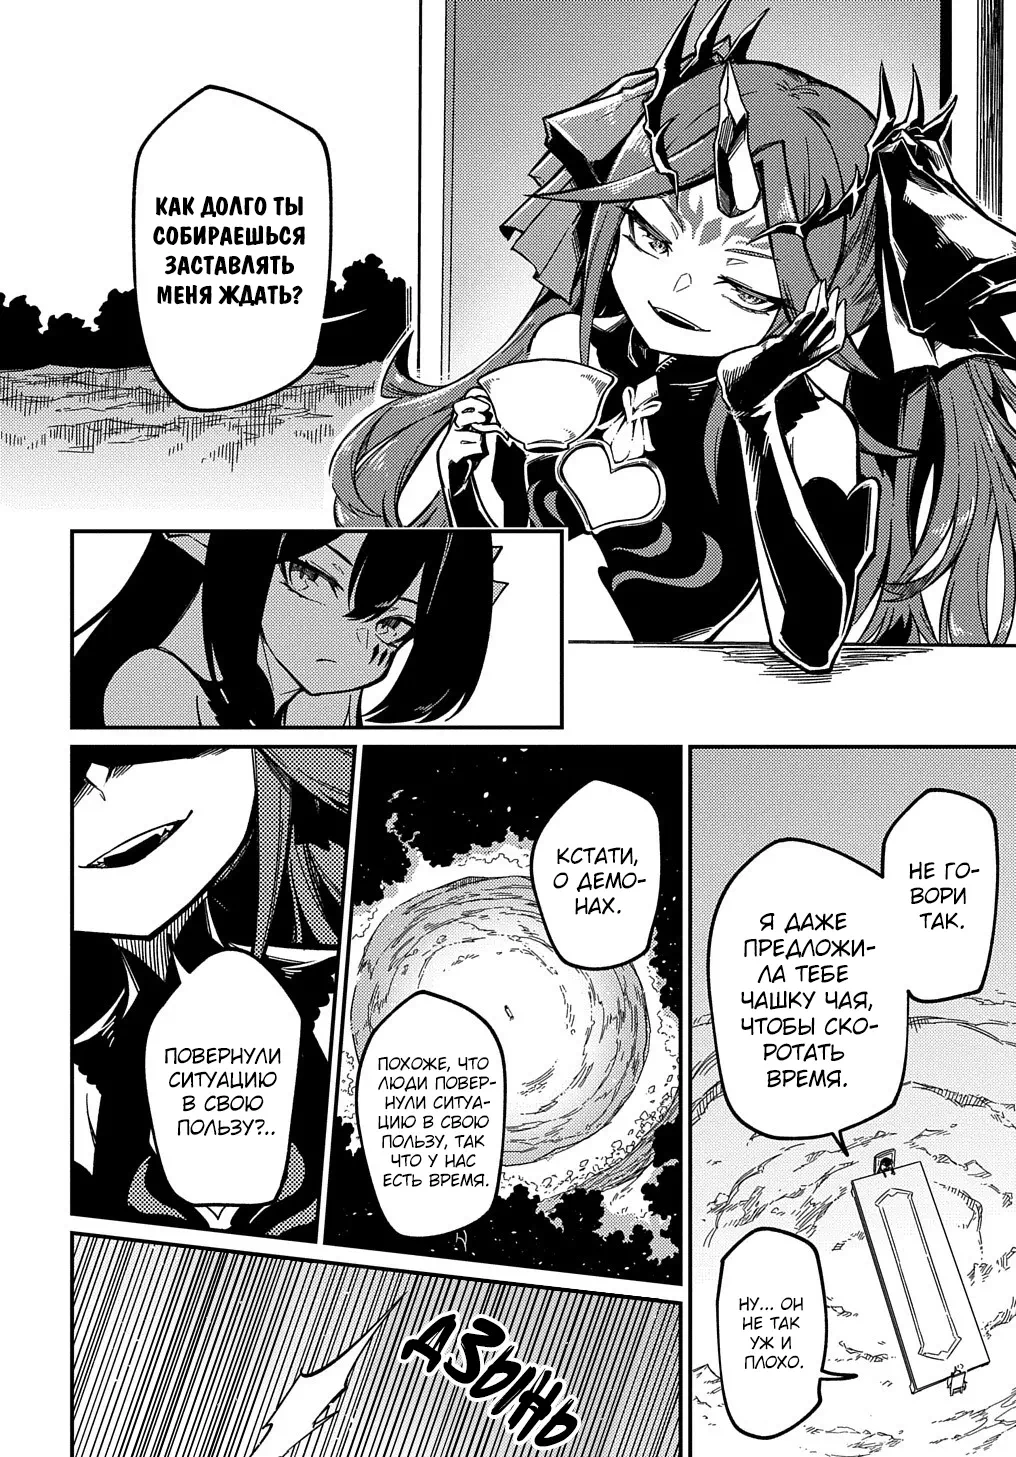 КАК ДОЛГО ТЫ
СОБИРАЕШЬСЯ
ЗАСТАВЛЯТЬ
МЕНЯ ЖДАТЬ?
НЕ ГО-
ВОРИ
ТАК.
Я ДАЖЕ
ПРЕДЛОЖИ-
ЛА ТЕБЕ
ЧАШКУ ЧАЯ,
ЧТОБЫ СКО-
РОТАТЬ
ВРЕМЯ.
НУ... ОН
НЕ ТАК
УЖ И
ПЛОХО.
КСТАТИ,
О ДЕМО-
НАХ.
ПОХОЖЕ, ЧТО
ЛЮДИ ПОВЕР-
НУЛИ СИТУА-
ЦИЮ В СВОЮ
ПОЛЬЗУ, ТАК
ЧТО У НАС
ЕСТЬ ВРЕМЯ.
ПОВЕРНУЛИ
СИТУАЦИЮ
В СВОЮ
ПОЛЬЗУ?..
ДЗЫНЬ